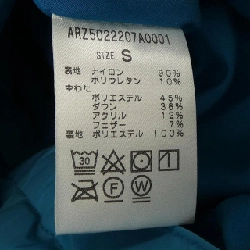 ARZ5022207A0001
SIZE S
表地 ナイロン 90%
ポリウレタン 10%
中わた
ポリエステル 45%
ダウン 36%
アクリル 12%
フェザー 7%
裏地 ポリエステル 100%
30
P F W